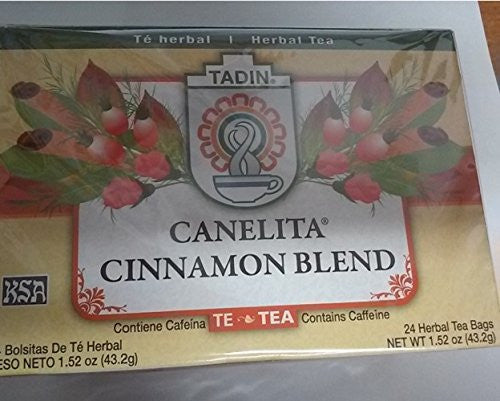 Té herbal | Herbal Tea
TADIN®
CANELITA®
CINNAMON BLEND
KSA
Contiene Cafeína TE TEA Contains Caffeine
Bolsitas De Té Herbal
ESO NETO 1.52 oz (43.2g)
24 Herbal Tea Bags
NET WT 1.52 oz (43.2g)